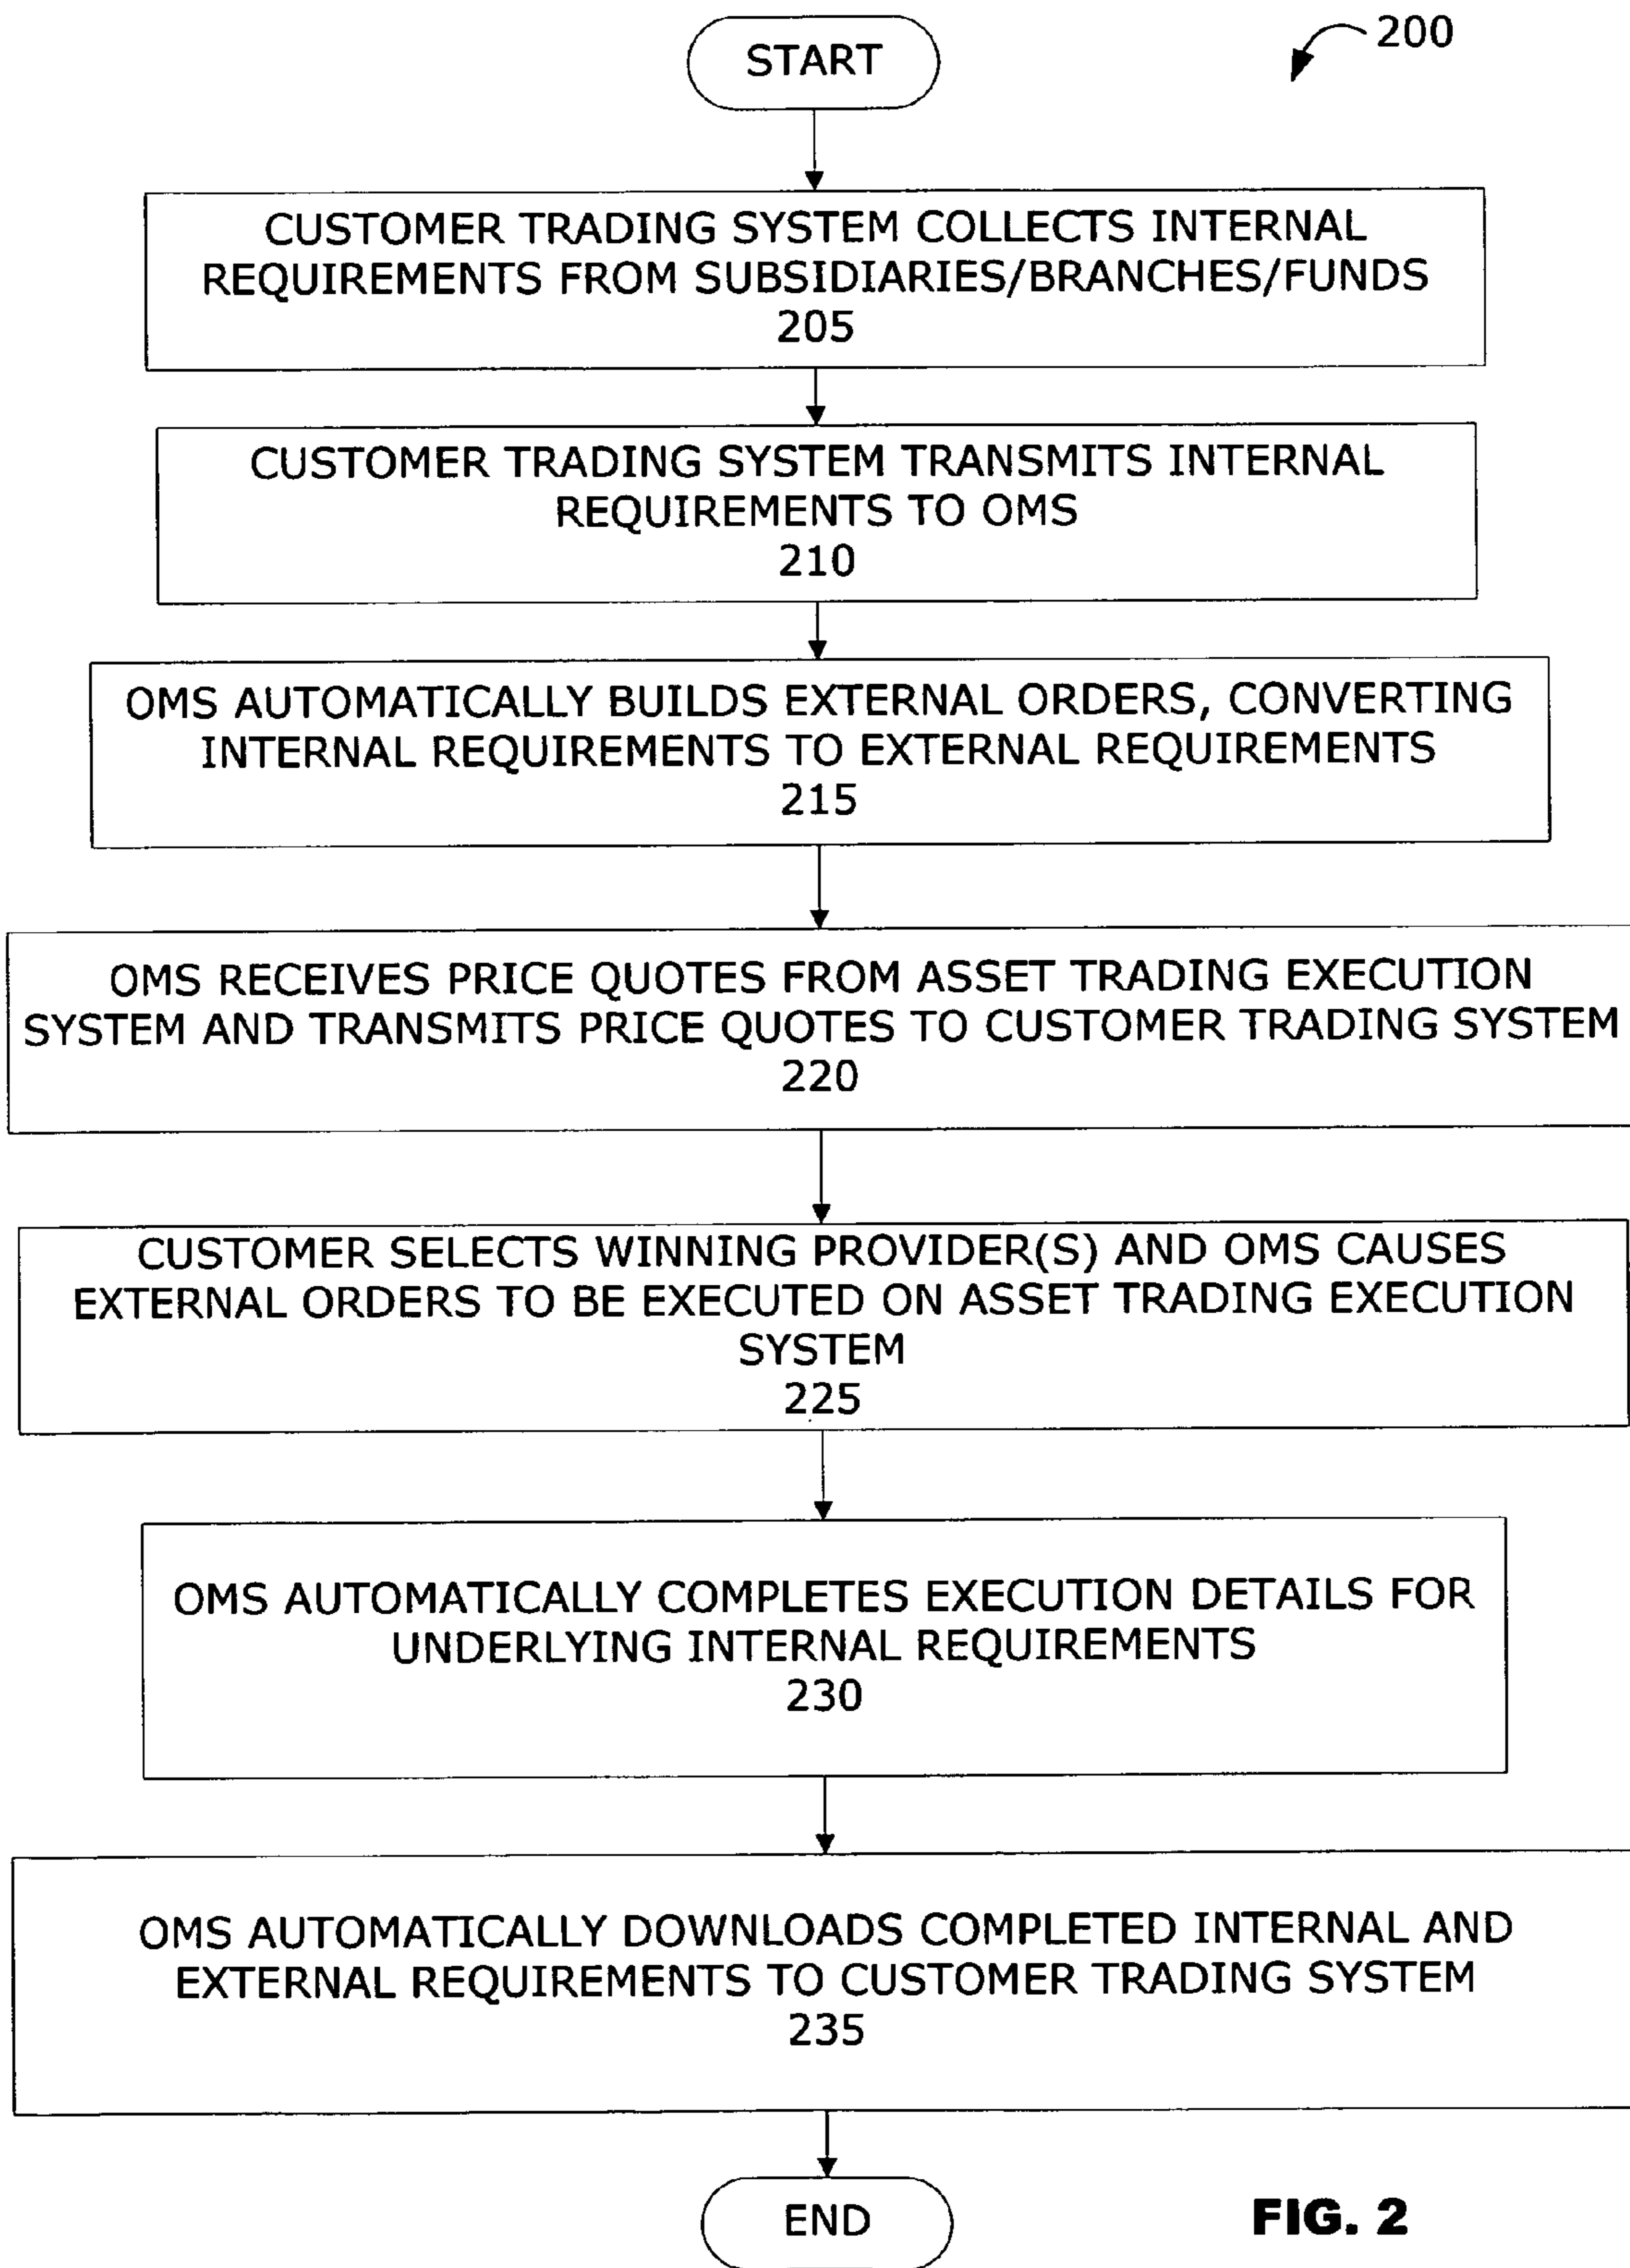 200
START
CUSTOMER TRADING SYSTEM COLLECTS INTERNAL
REQUIREMENTS FROM SUBSIDIARIES/BRANCHES/FUNDS
205
CUSTOMER TRADING SYSTEM TRANSMITS INTERNAL
REQUIREMENTS TO OMS
210
OMS AUTOMATICALLY BUILDS EXTERNAL ORDERS, CONVERTING
INTERNAL REQUIREMENTS TO EXTERNAL REQUIREMENTS
215
OMS RECEIVES PRICE QUOTES FROM ASSET TRADING EXECUTION
SYSTEM AND TRANSMITS PRICE QUOTES TO CUSTOMER TRADING SYSTEM
220
CUSTOMER SELECTS WINNING PROVIDER(S) AND OMS CAUSES
EXTERNAL ORDERS TO BE EXECUTED ON ASSET TRADING EXECUTION
SYSTEM
225
OMS AUTOMATICALLY COMPLETES EXECUTION DETAILS FOR
UNDERLYING INTERNAL REQUIREMENTS
230
OMS AUTOMATICALLY DOWNLOADS COMPLETED INTERNAL AND
EXTERNAL REQUIREMENTS TO CUSTOMER TRADING SYSTEM
235
END
FIG. 2